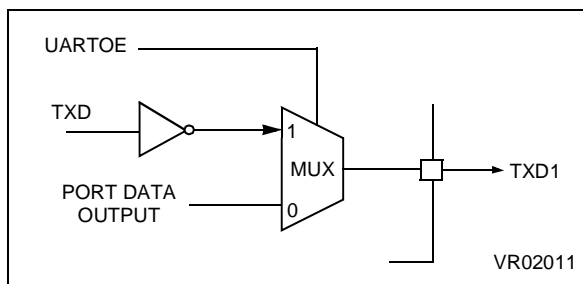 UARTOE
TXD
1
MUX
TXD1
PORT DATA
OUTPUT
0
VR02011